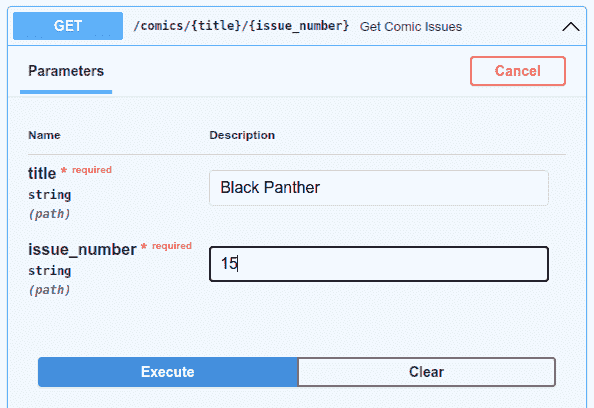 GET /comics/{title}/{issue_number} Get Comic Issues
Parameters Cancel
Name Description
title * required
string
(path)
Black Panther
issue_number * required
string
(path)
15
Execute Clear